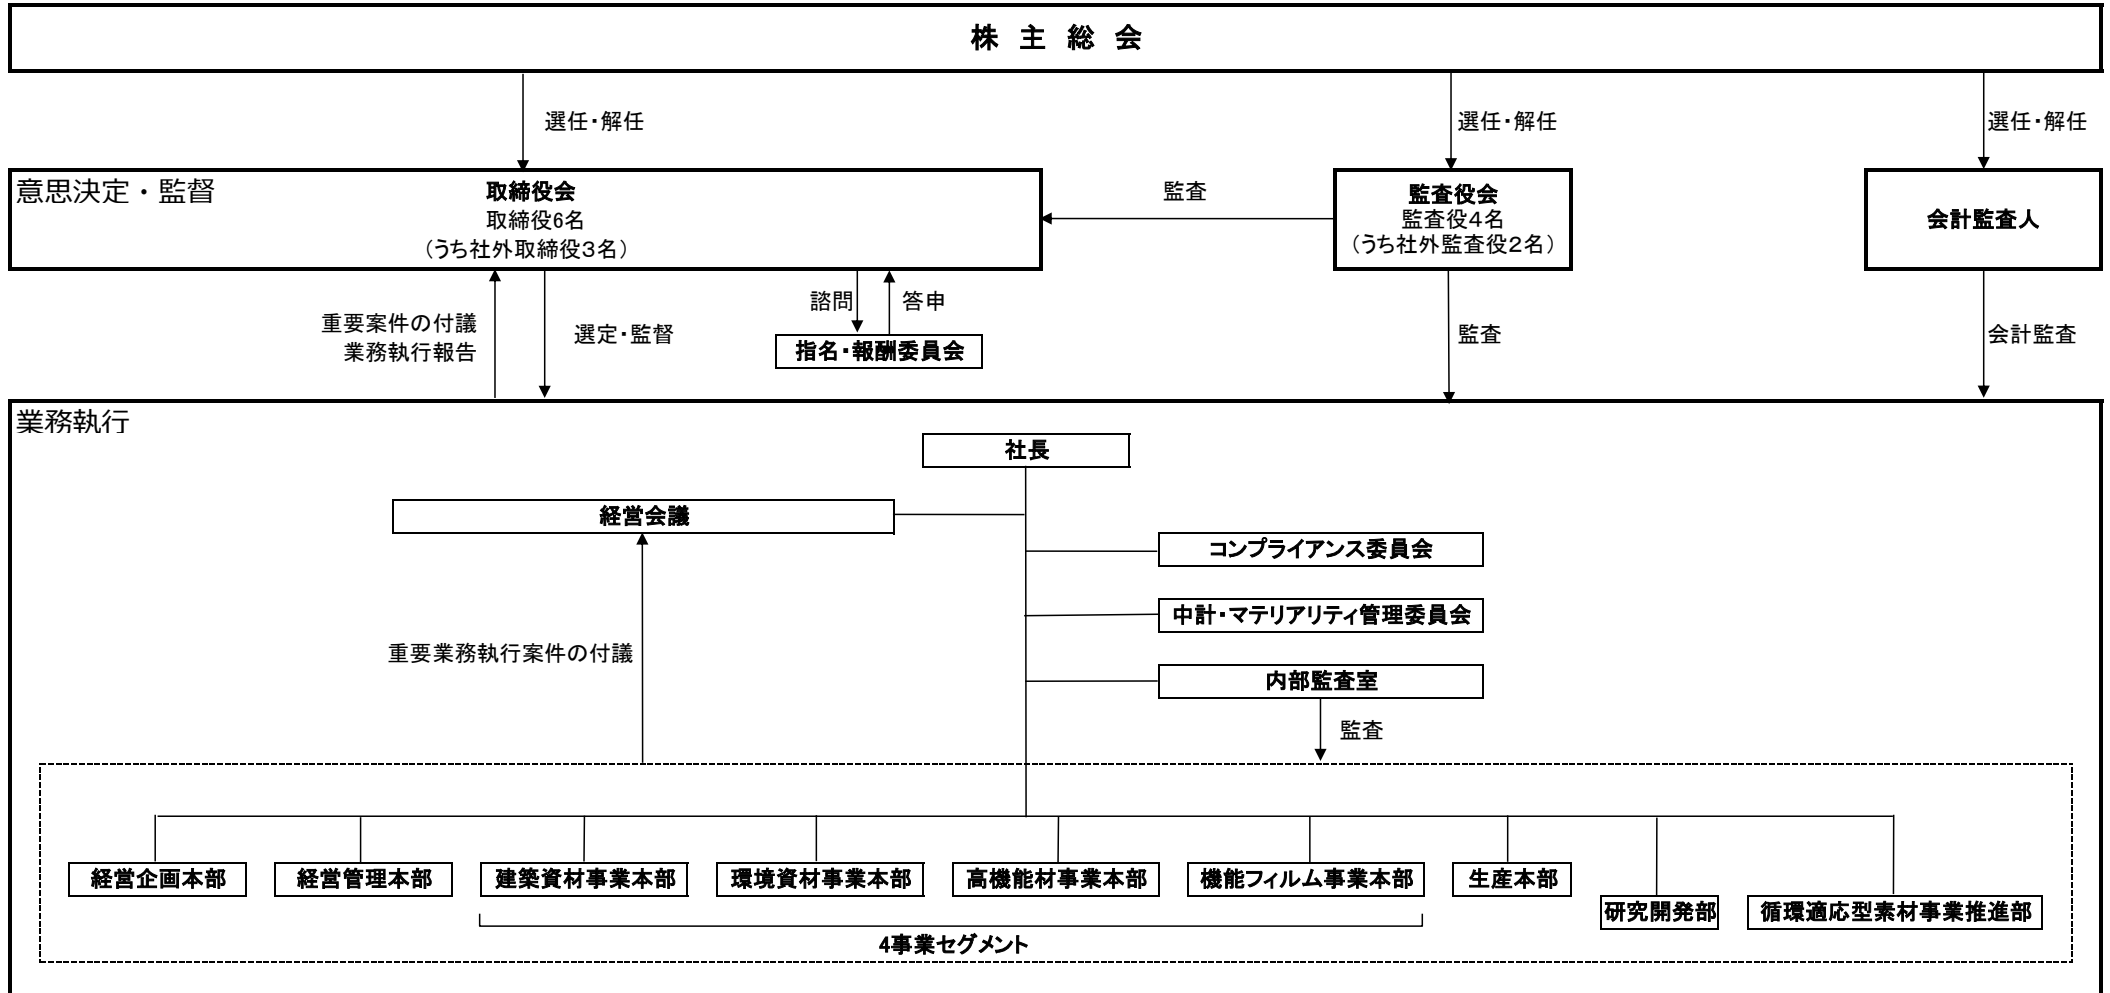 株 主 総 会
選任・解任
選任・解任
選任・解任
意思決定・監督
取締役会
取締役6名
(うち社外取締役3名)
監査
監査役会
監査役4名
(うち社外監査役2名)
会計監査人
重要案件の付議
業務執行報告
選定・監督
諮問
答申
指名・報酬委員会
監査
会計監査
業務執行
社長
経営会議
コンプライアンス委員会
中計・マテリアリティ管理委員会
重要業務執行案件の付議
内部監査室
監査
経営企画本部
経営管理本部
建築資材事業本部
環境資材事業本部
高機能材事業本部
機能フィルム事業本部
生産本部
研究開発部
循環適応型素材事業推進部
4事業セグメント